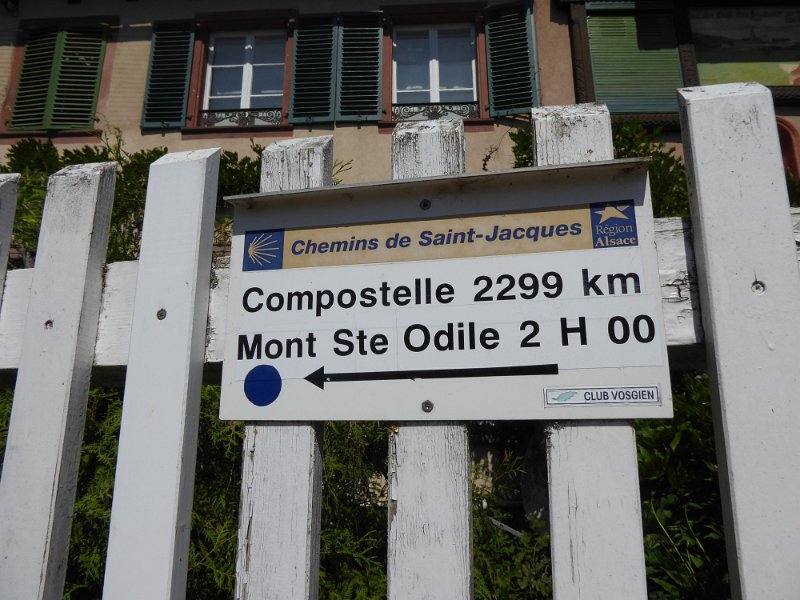 Chemins de Saint-Jacques
Région
Alsace
Compostelle 2299 km
Mont Ste Odile 2 H 00
CLUB VOSGIEN